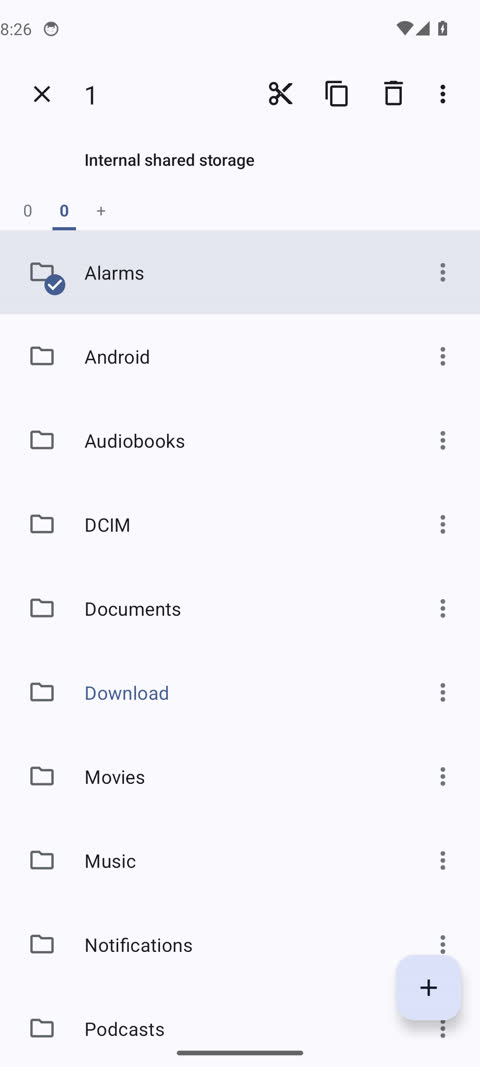 8:26
1
Internal shared storage
0 0 +
Alarms
Android
Audiobooks
DCIM
Documents
Download
Movies
Music
Notifications
Podcasts